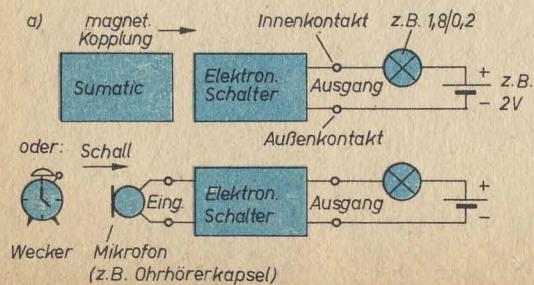 a)
magnet.
Kopplung
Innenkontakt
z.B. 1,8/0,2
Sumatic
Elektron.
Schalter
Ausgang
+
–
z.B.
2V
Außenkontakt
oder:
Schall
Eing.
Elektron.
Schalter
Ausgang
+
–
Wecker
Mikrofon
(z.B. Ohrhörerkapsel)